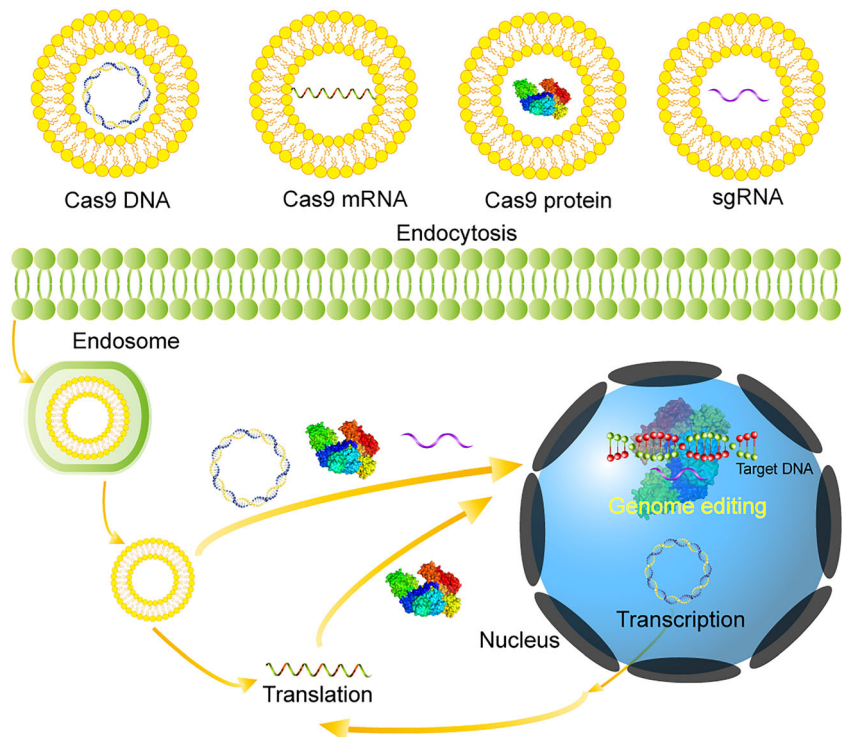 Cas9 DNA
Cas9 mRNA
Cas9 protein
sgRNA
Endocytosis
Endosome
Target DNA
Genome editing
Transcription
Nucleus
Translation